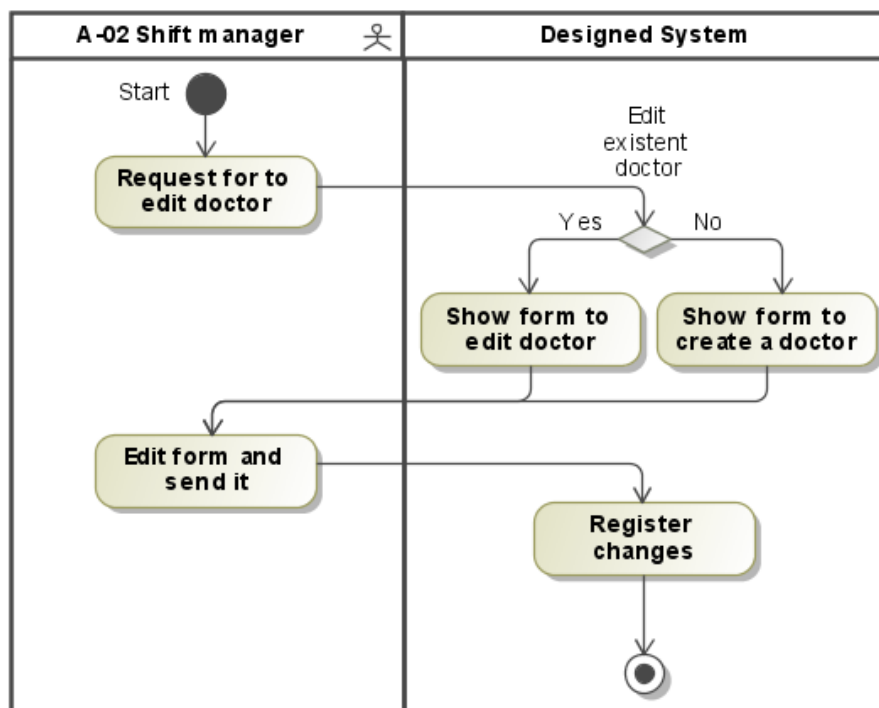 A-02 Shift manager
Designed System
Start
Edit
existent
doctor
Request for to
edit doctor
Yes
No
Show form to
edit doctor
Show form to
create a doctor
Edit form and
send it
Register
changes